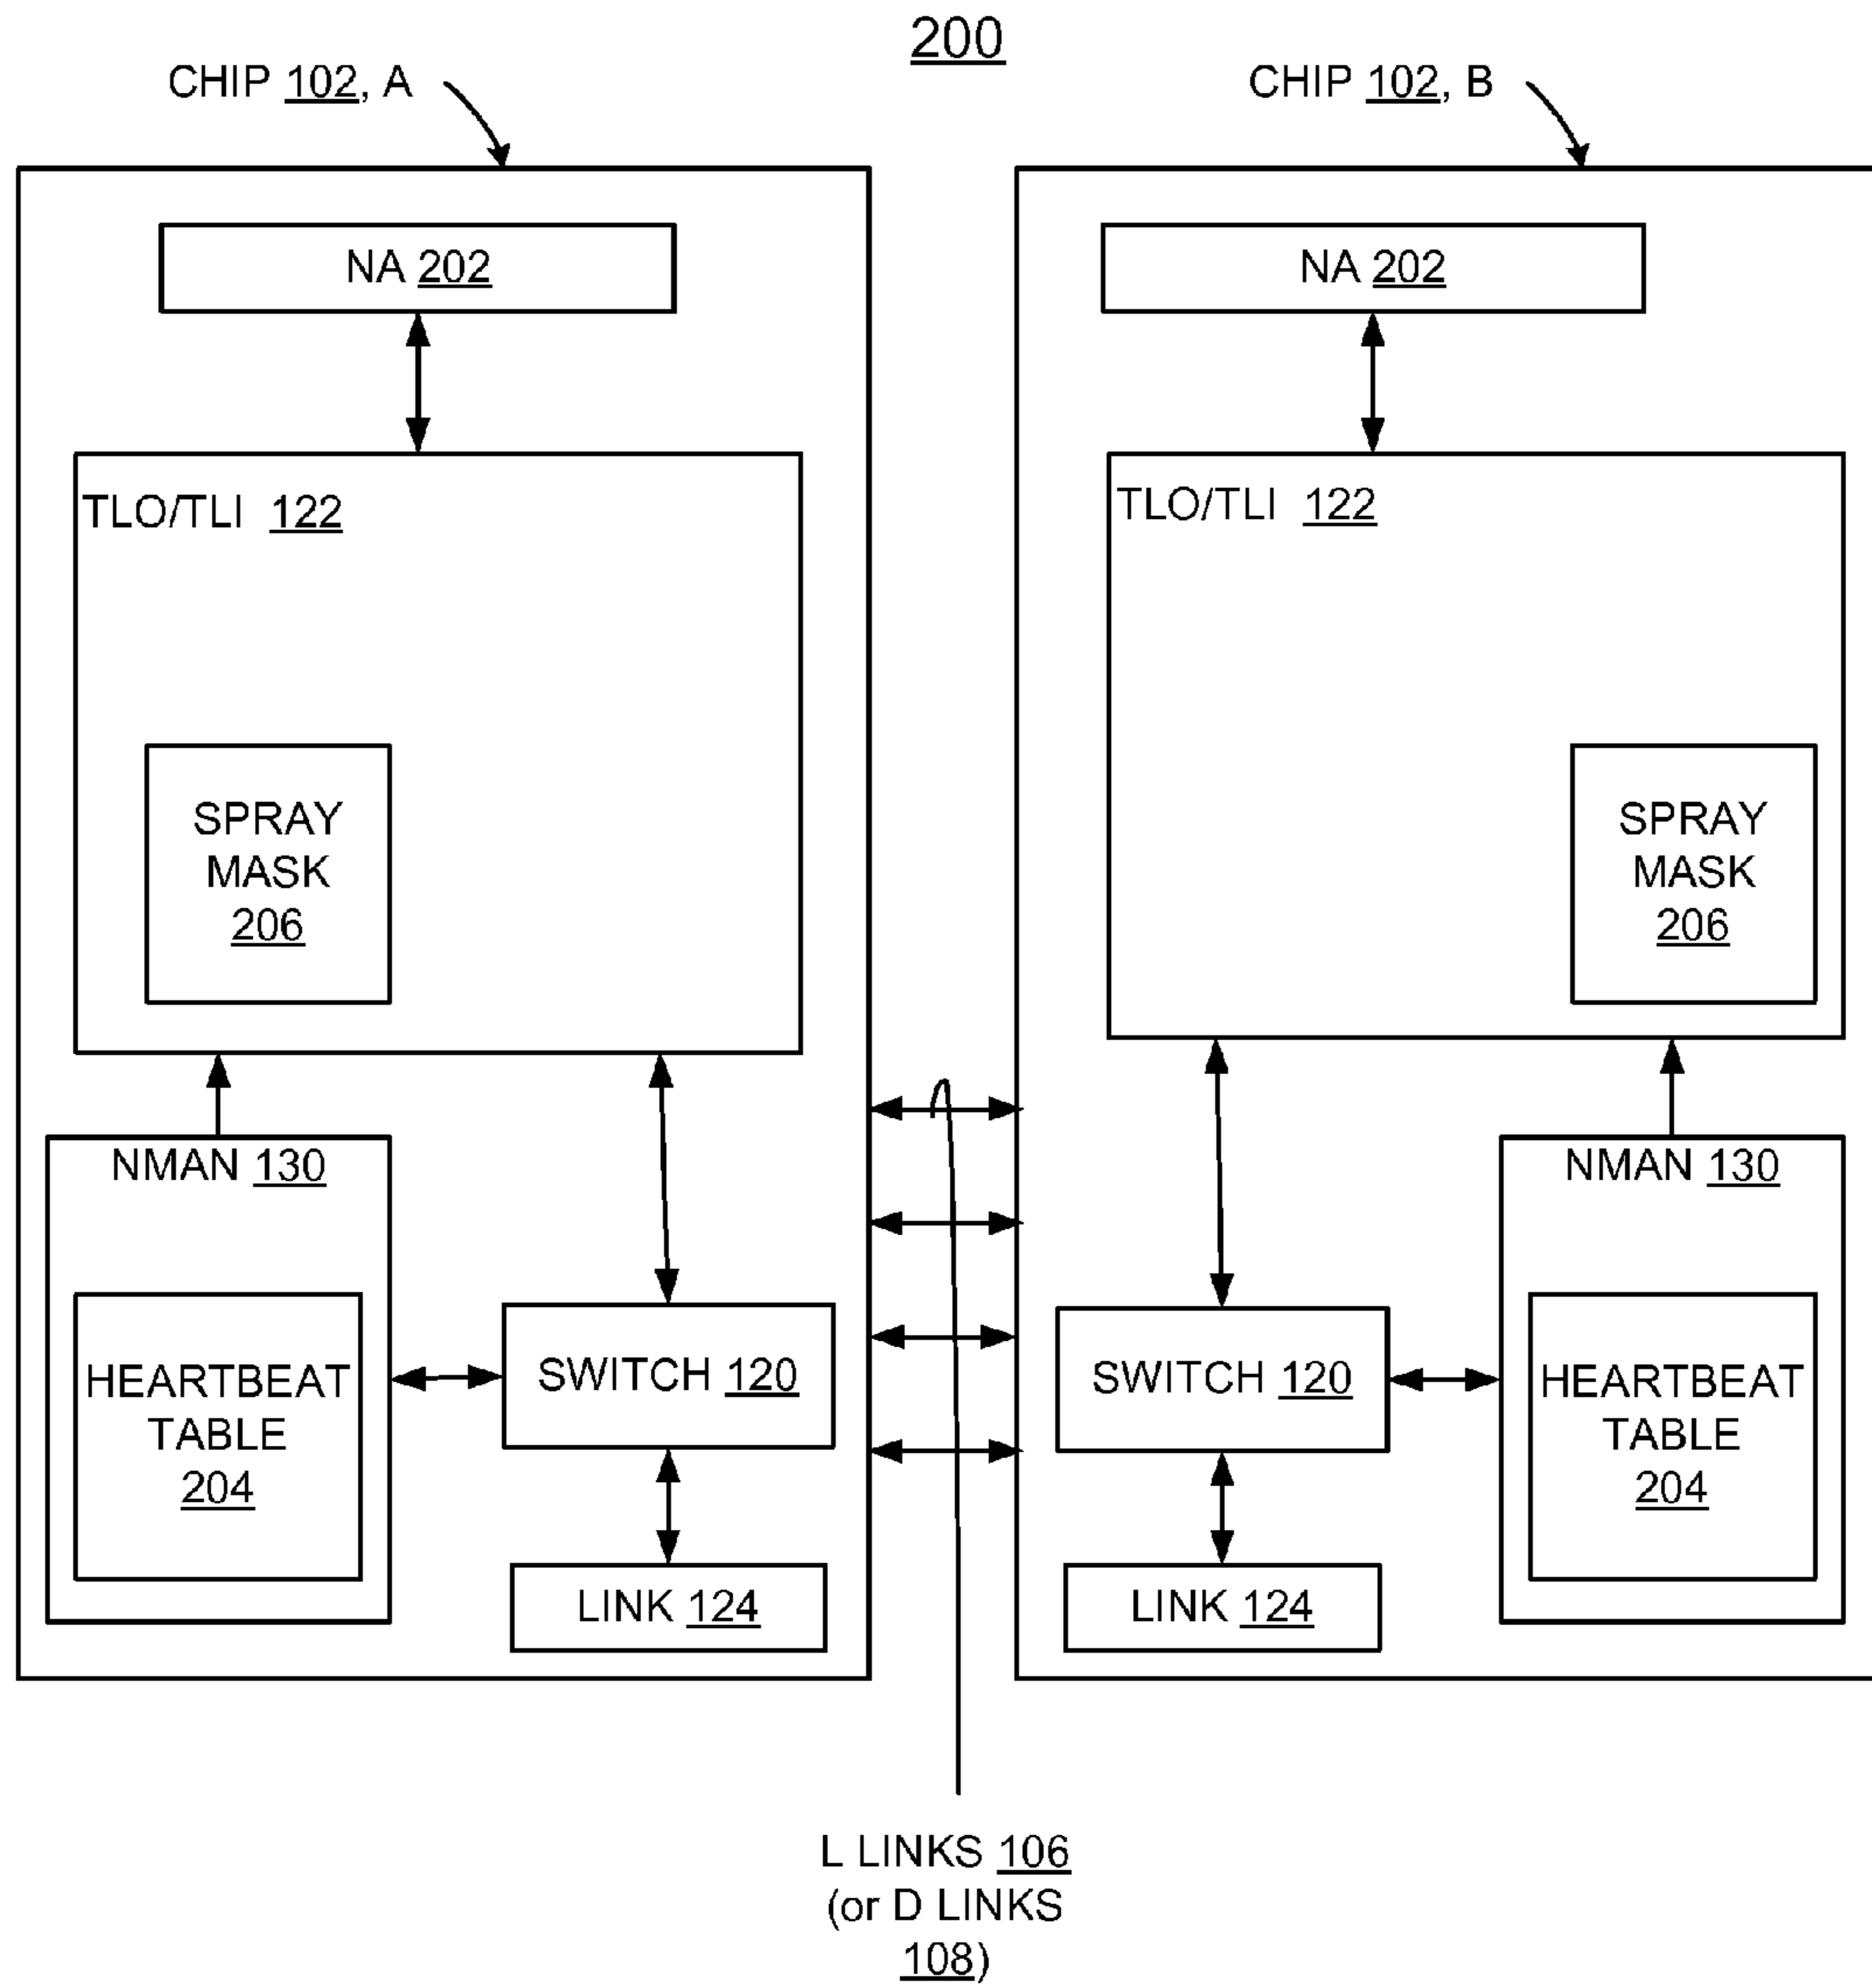 200
CHIP 102, A
CHIP 102, B
NA 202
NA 202
TLO/TLI 122
TLO/TLI 122
SPRAY
MASK
206
SPRAY
MASK
206
NMAN 130
NMAN 130
HEARTBEAT
TABLE
204
SWITCH 120
SWITCH 120
HEARTBEAT
TABLE
204
LINK 124
LINK 124
L LINKS 106
(or D LINKS
108)